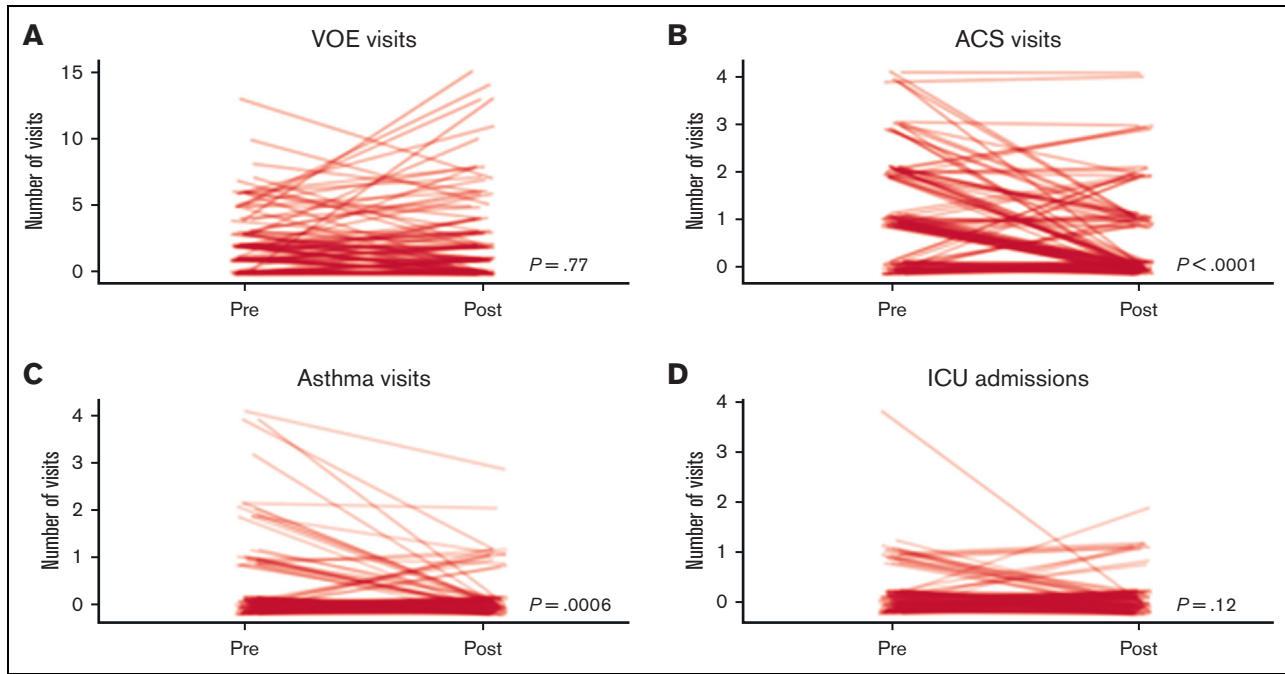 A
VOE visits
Number of visits
15
10
5
0
Pre
Post
P = .77
B
ACS visits
Number of visits
4
3
2
1
0
Pre
Post
P < .0001
C
Asthma visits
Number of visits
4
3
2
1
0
Pre
Post
P = .0006
D
ICU admissions
Number of visits
4
3
2
1
0
Pre
Post
P = .12